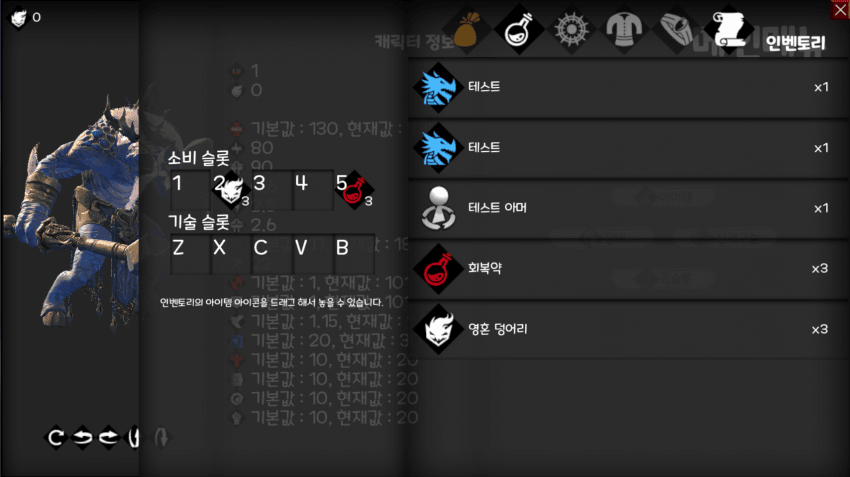 0
캐릭터 정보
인벤토리
1
0
기본값 : 130, 현재값 :
80
90
소비 슬롯
1 2 3 4 5
3 3
기술 슬롯
2.6
Z X C V B
기본값 : 1, 현재값 : 10
인벤토리의 아이템 아이콘을 드래그 해서 놓을 수 있습니다.
기본값 : 1.15, 현재값 :
기본값 : 20, 현재값 : 3
기본값 : 10, 현재값 : 20
기본값 : 10, 현재값 : 20
기본값 : 10, 현재값 : 20
기본값 : 10, 현재값 : 20
테스트 x1
테스트 x1
테스트 아머 x1
회복약 x3
영혼 덩어리 x3